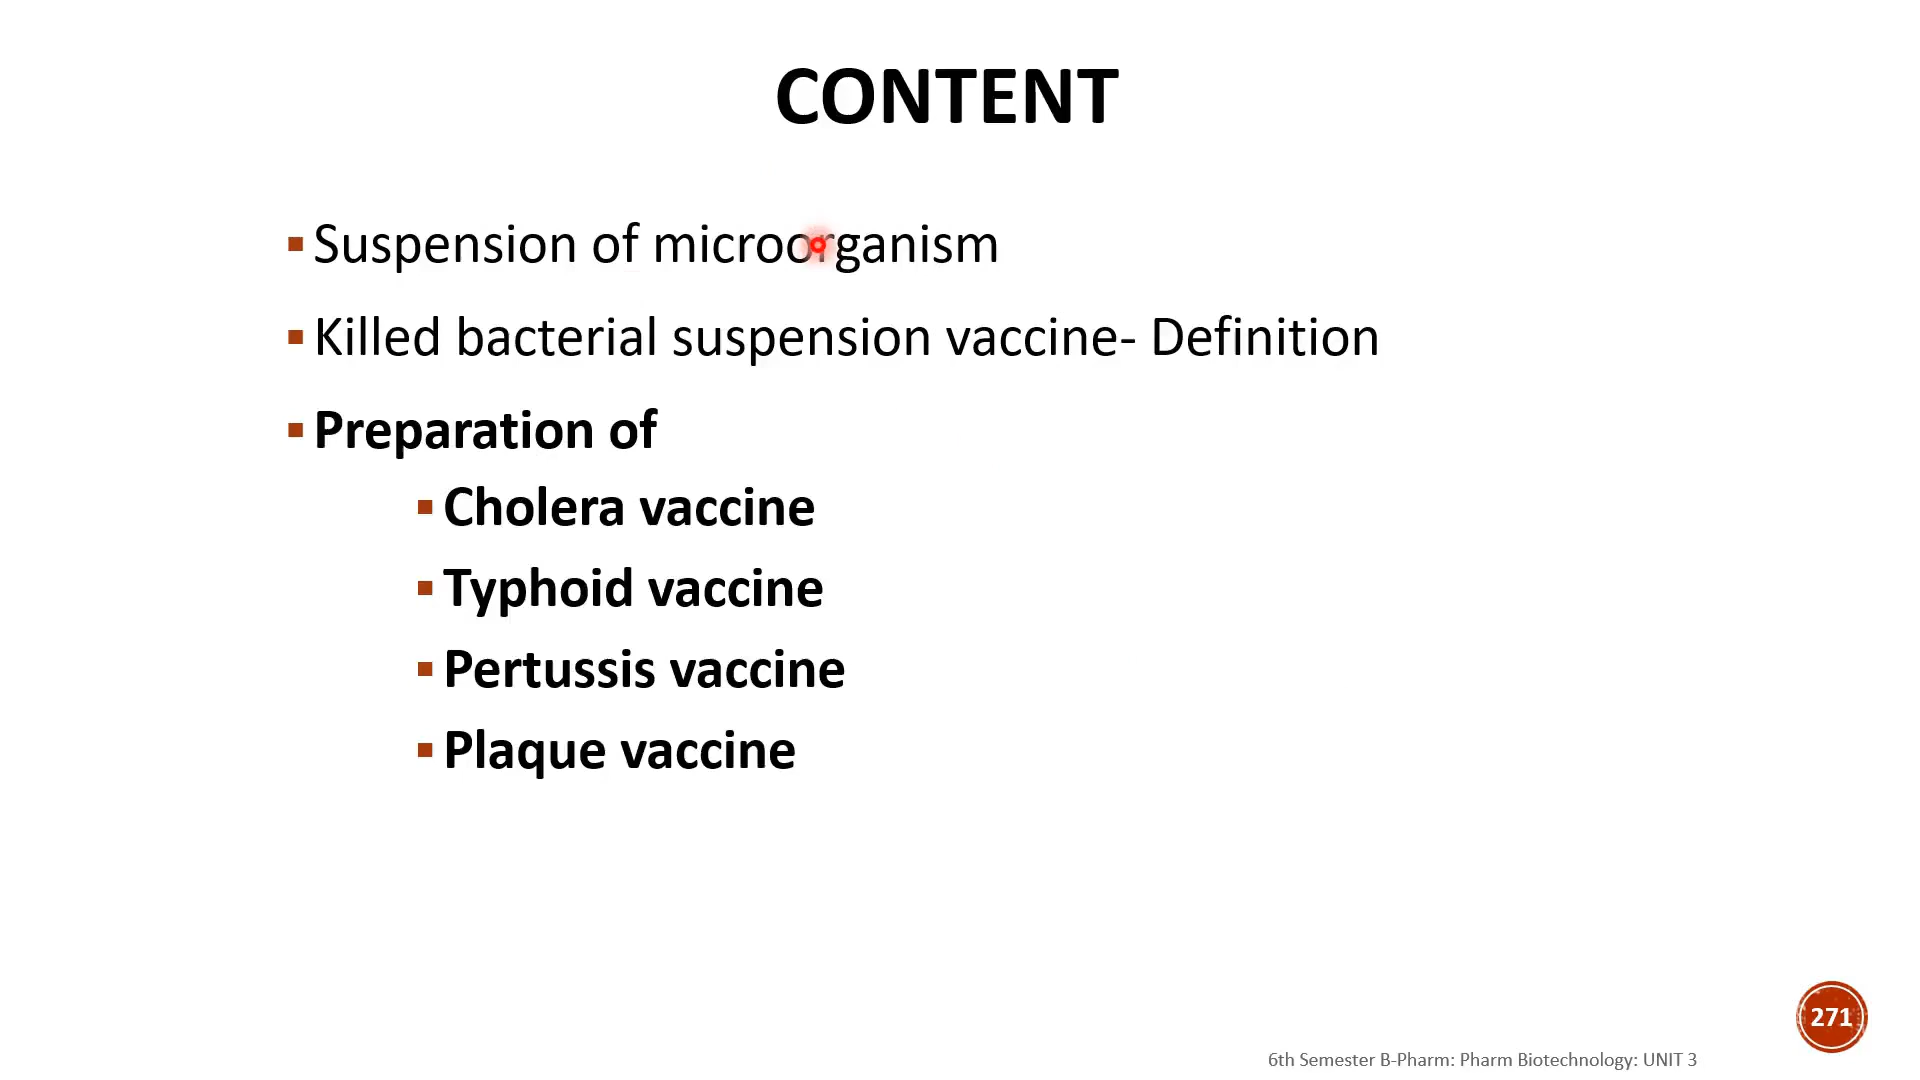 CONTENT
Suspension of microorganism
Killed bacterial suspension vaccine- Definition
Preparation of
Cholera vaccine
Typhoid vaccine
Pertussis vaccine
Plaque vaccine
271
6th Semester B-Pharm: Pharm Biotechnology: UNIT 3